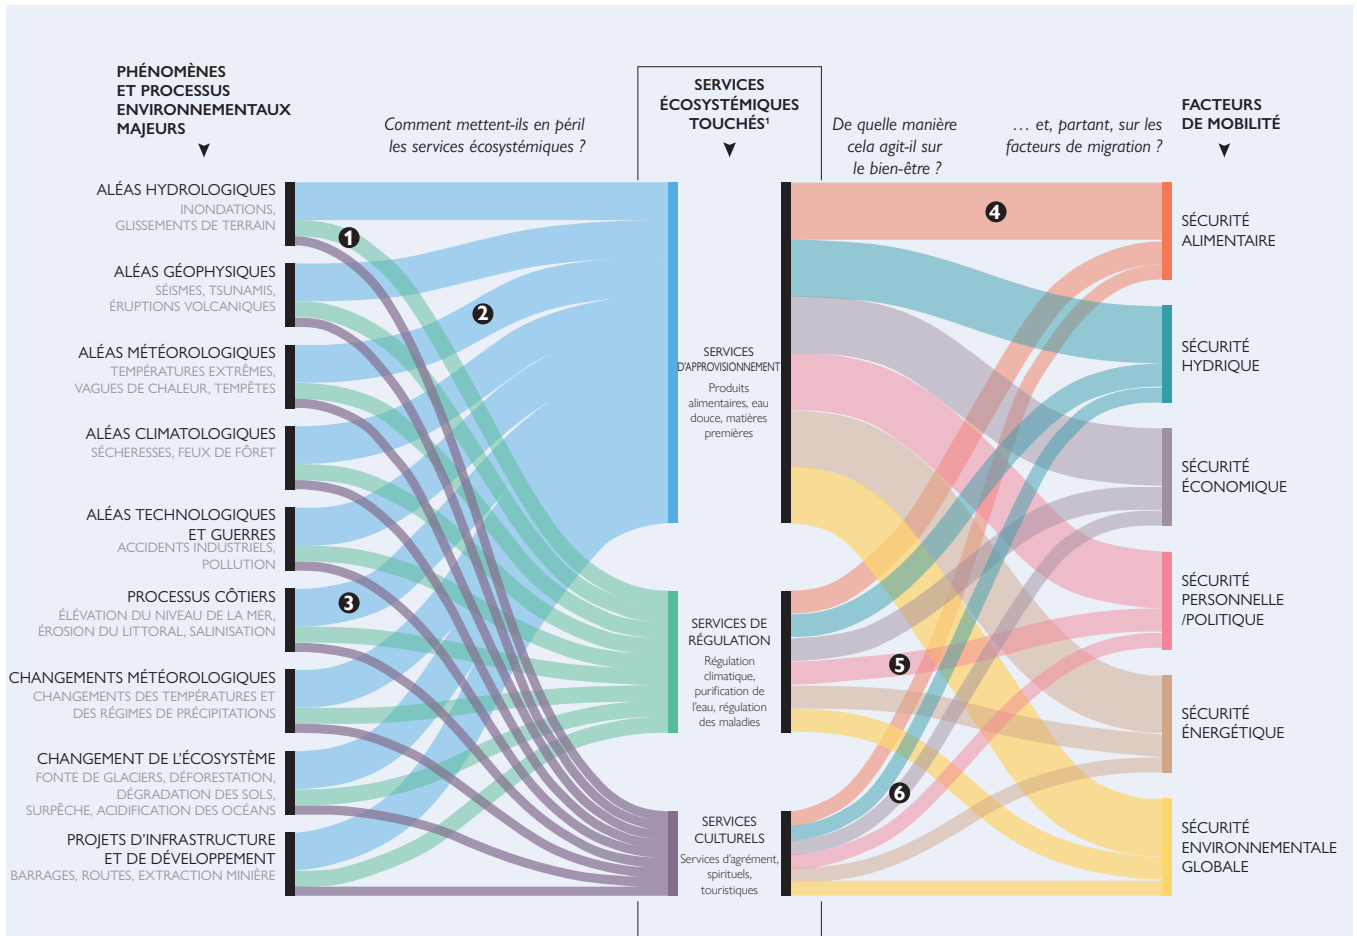 PHÉNOMÈNES
ET PROCESSUS
ENVIRONNEMENTAUX
MAJEURS
Comment mettent-ils en péril
les services écosystémiques ?
SERVICES
ÉCOSYSTÉMIQUES
TOUCHÉS¹
De quelle manière
cela agit-il sur
le bien-être ?
… et, partant, sur les
facteurs de migration ?
FACTEURS
DE MOBILITÉ
ALÉAS HYDROLOGIQUES
INONDATIONS,
GLISSEMENTS DE TERRAIN
ALÉAS GÉOPHYSIQUES
SÉISMES, TSUNAMIS,
ÉRUPTIONS VOLCANIQUES
ALÉAS MÉTÉOROLOGIQUES
TEMPÉRATURES EXTRÊMES,
VAGUES DE CHALEUR, TEMPÊTES
ALÉAS CLIMATOLOGIQUES
SÉCHERESSES, FEUX DE FÔRET
ALÉAS TECHNOLOGIQUES
ET GUERRES
ACCIDENTS INDUSTRIELS,
POLLUTION
PROCESSUS CÔTIERS
ÉLÉVATION DU NIVEAU DE LA MER,
ÉROSION DU LITTORAL, SALINISATION
CHANGEMENTS MÉTÉOROLOGIQUES
CHANGEMENTS DES TEMPÉRATURES ET
DES RÉGIMES DE PRÉCIPITATIONS
CHANGEMENT DE L'ÉCOSYSTÈME
FONTE DE GLACIERS, DÉFORESTATION,
DÉGRADATION DES SOLS,
SURPÊCHE, ACIDIFICATION DES OCÉANS
PROJETS D'INFRASTRUCTURE
ET DE DÉVELOPPEMENT
BARRAGES, ROUTES, EXTRACTION MINIÈRE
1
2
3
SERVICES
D'APPROVISIONNEMENT
Produits
alimentaires, eau
douce, matières
premières
SERVICES DE
RÉGULATION
Régulation
climatique,
purification de
l'eau, régulation
des maladies
SERVICES
CULTURELS
Services d'agrément,
spirituels,
touristiques
4
5
6
SÉCURITÉ
ALIMENTAIRE
SÉCURITÉ
HYDRIQUE
SÉCURITÉ
ÉCONOMIQUE
SÉCURITÉ
PERSONNELLE
/POLITIQUE
SÉCURITÉ
ÉNERGÉTIQUE
SÉCURITÉ
ENVIRONNEMENTALE
GLOBALE